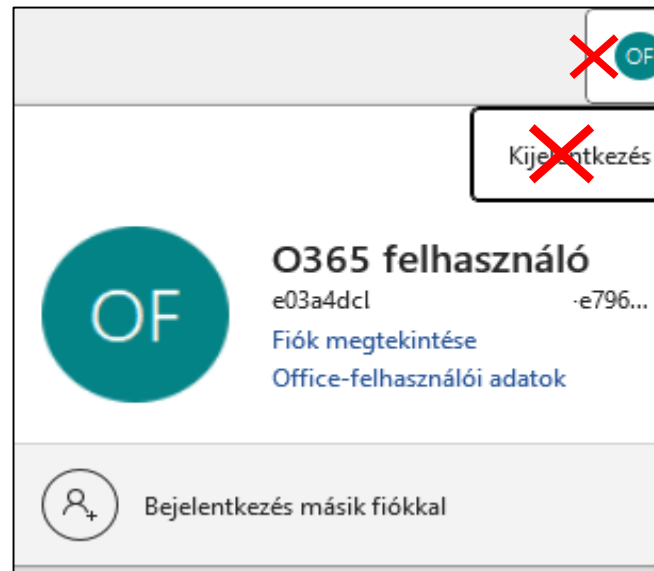 OF
Kijelentkezés
OF
O365 felhasználó
e03a4dcl -e796...
Fiók megtekintése
Office-felhasználói adatok
Bejelentkezés másik fiókkal